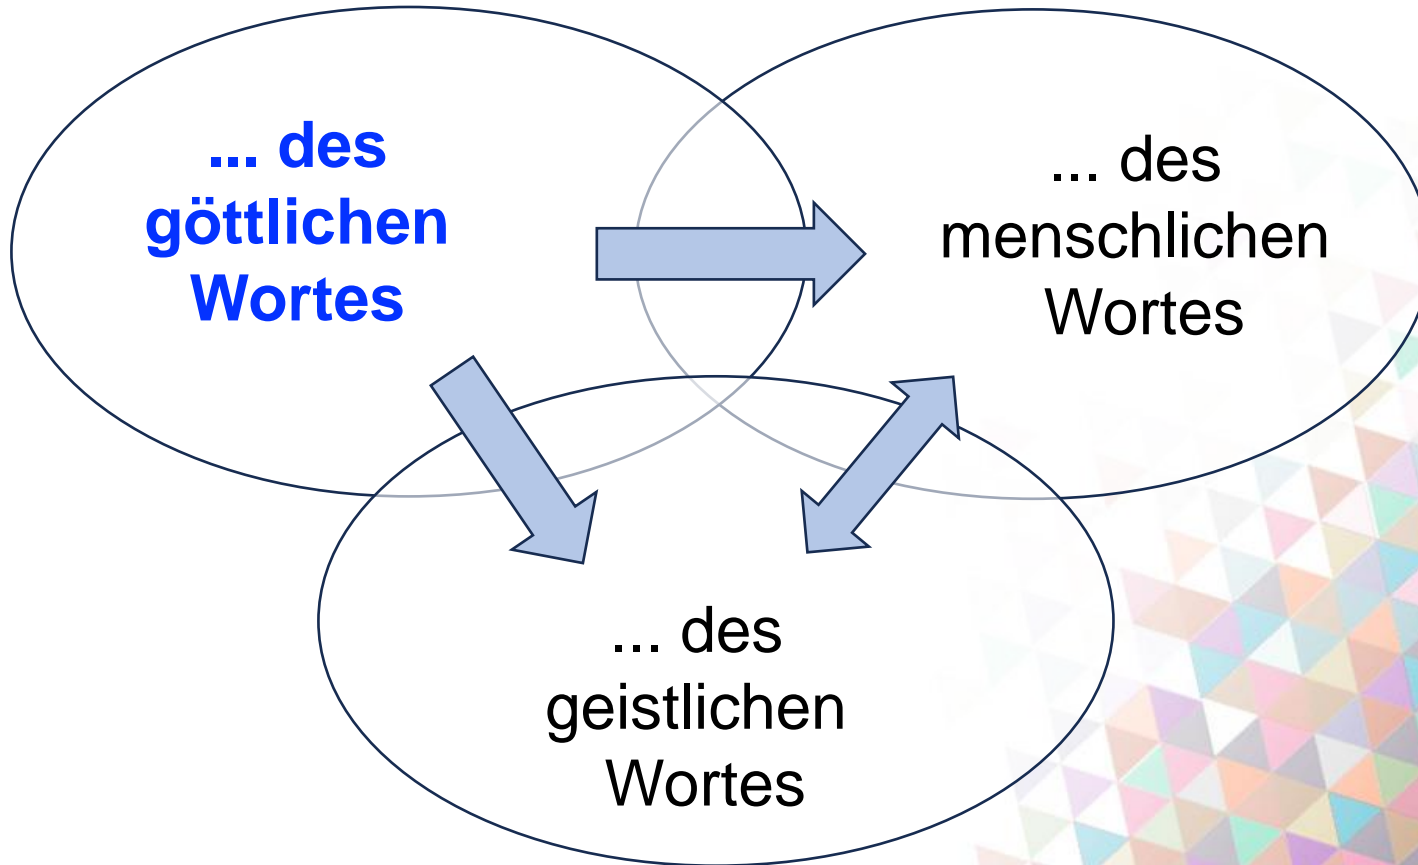 ... des
göttlichen
Wortes
... des
menschlichen
Wortes
... des
geistlichen
Wortes